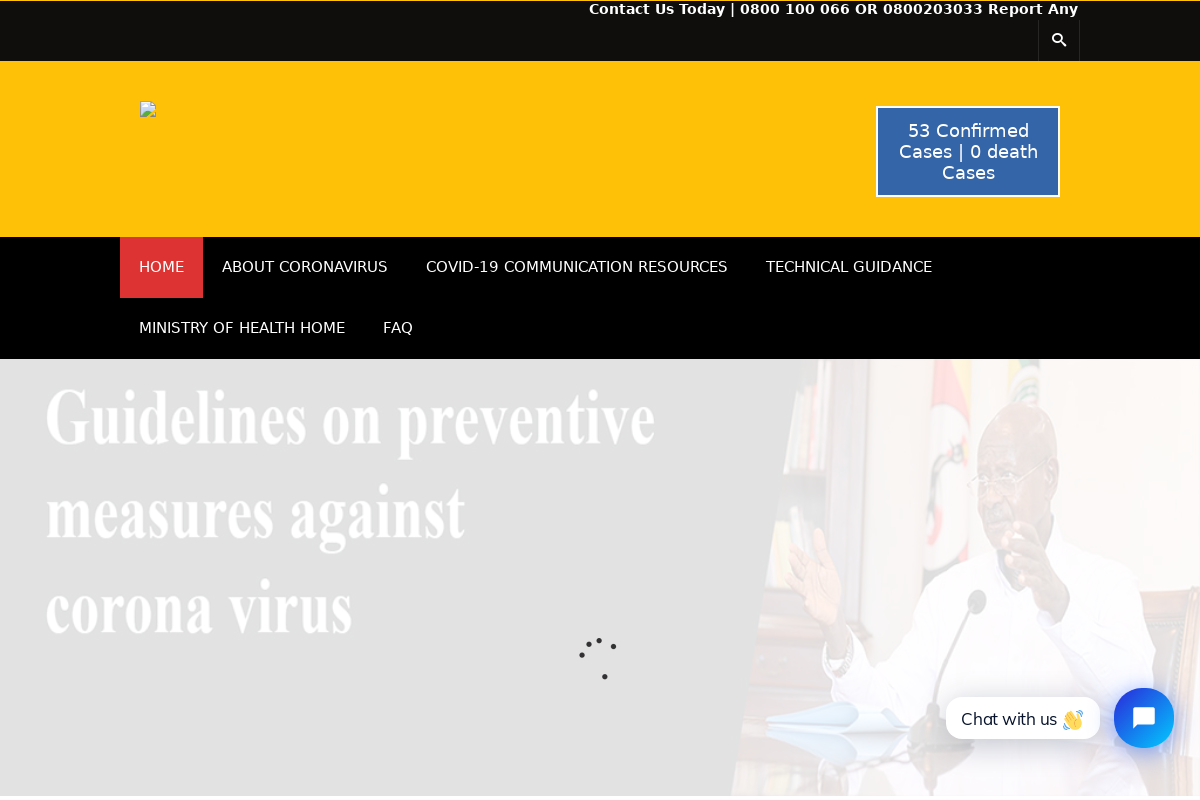 Contact Us Today | 0800 100 066 OR 0800203033 Report Any
53 Confirmed
Cases | 0 death
Cases
HOME ABOUT CORONAVIRUS COVID-19 COMMUNICATION RESOURCES TECHNICAL GUIDANCE
MINISTRY OF HEALTH HOME FAQ
Guidelines on preventive
measures against
corona virus
Chat with us 👋